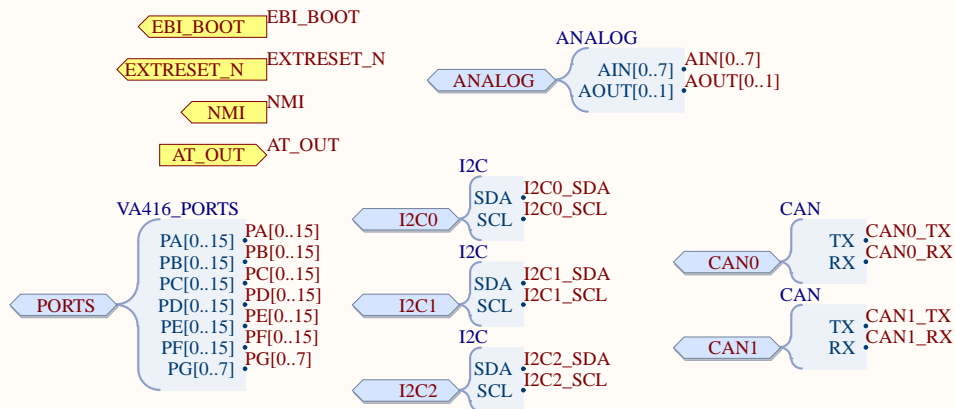 EBI_BOOT EBI_BOOT
EXTRESET_N EXTRESET_N
NMI NMI
AT_OUT AT_OUT
ANALOG
ANALOG
AIN[0..7] AIN[0..7]
AOUT[0..1] AOUT[0..1]
VA416_PORTS
PORTS
PA[0..15] PA[0..15]
PB[0..15] PB[0..15]
PC[0..15] PC[0..15]
PD[0..15] PD[0..15]
PE[0..15] PE[0..15]
PF[0..15] PF[0..15]
PG[0..7] PG[0..7]
I2C
I2C0
SDA I2C0_SDA
SCL I2C0_SCL
I2C
I2C1
SDA I2C1_SDA
SCL I2C1_SCL
I2C
I2C2
SDA I2C2_SDA
SCL I2C2_SCL
CAN
CAN0
TX CAN0_TX
RX CAN0_RX
CAN
CAN1
TX CAN1_TX
RX CAN1_RX